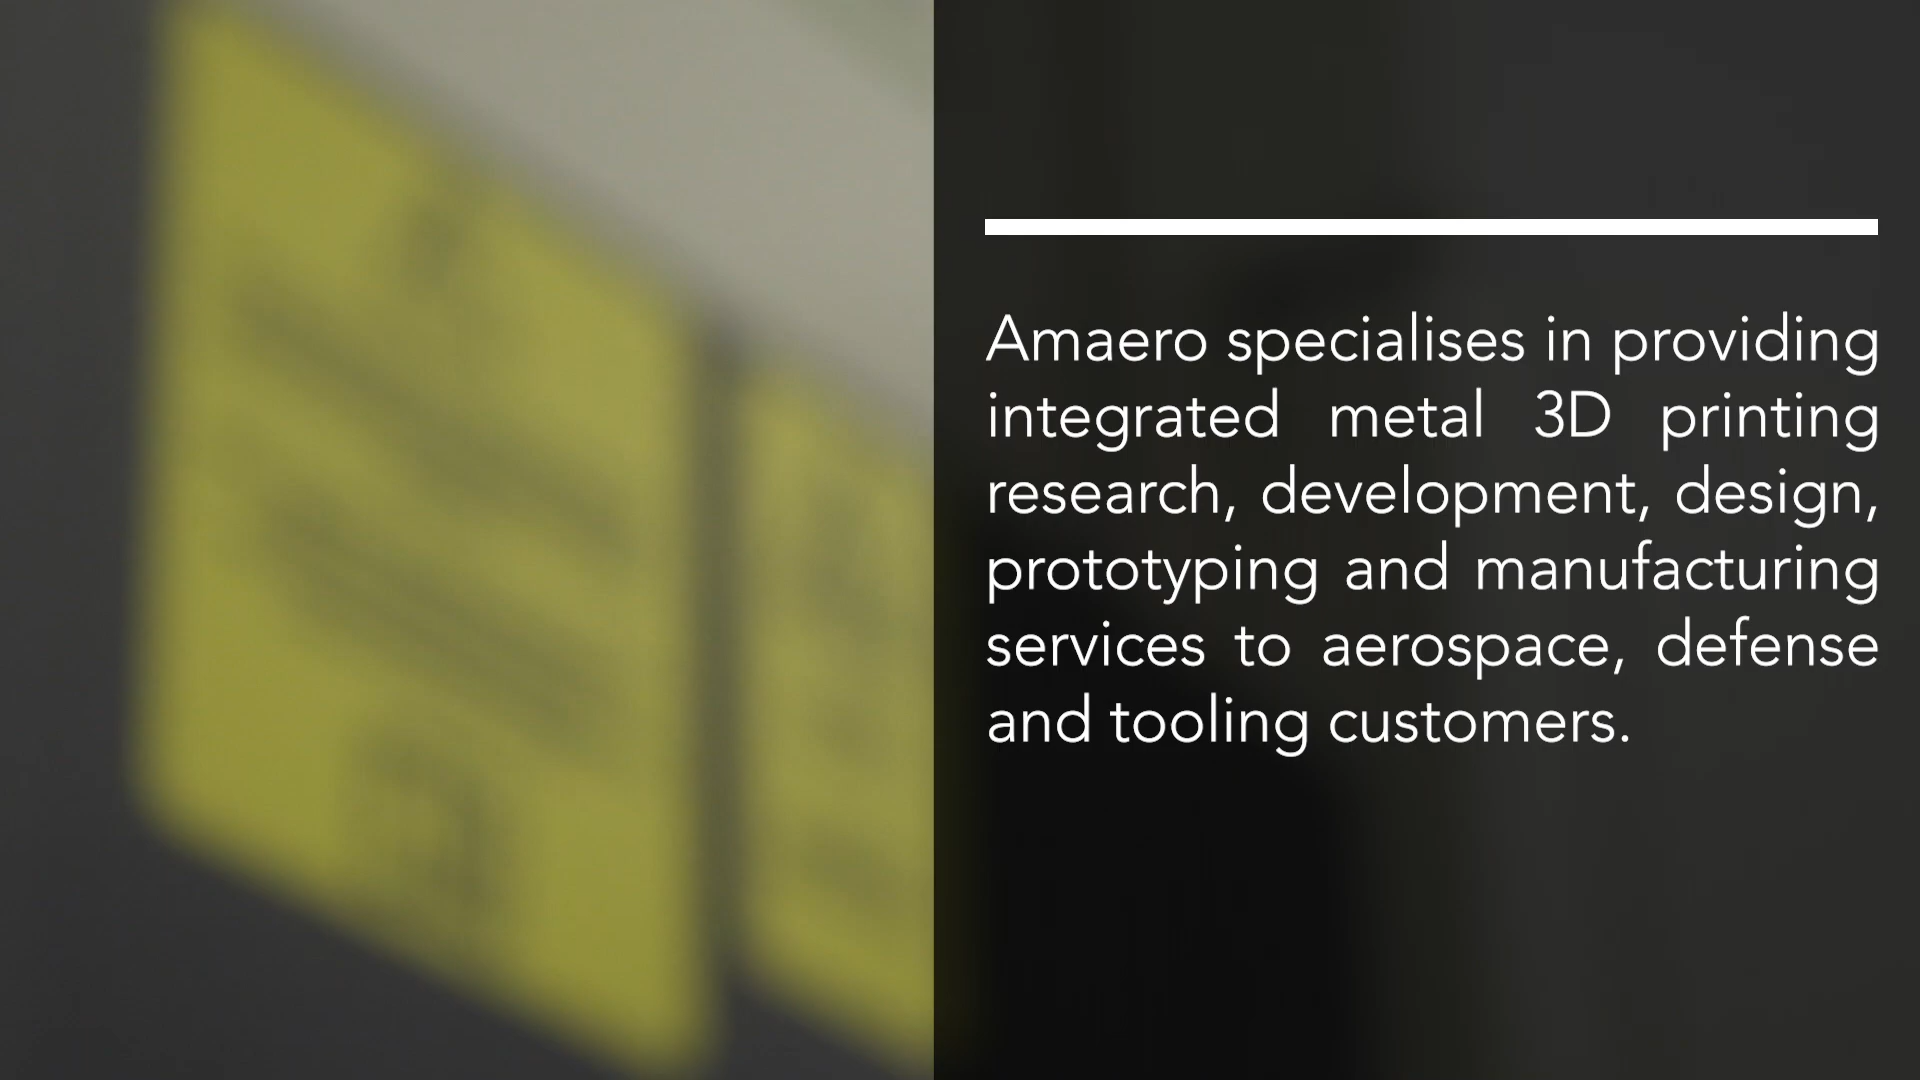 Amaero specialises in providing
integrated metal 3D printing
research, development, design,
prototyping and manufacturing
services to aerospace, defense
and tooling customers.